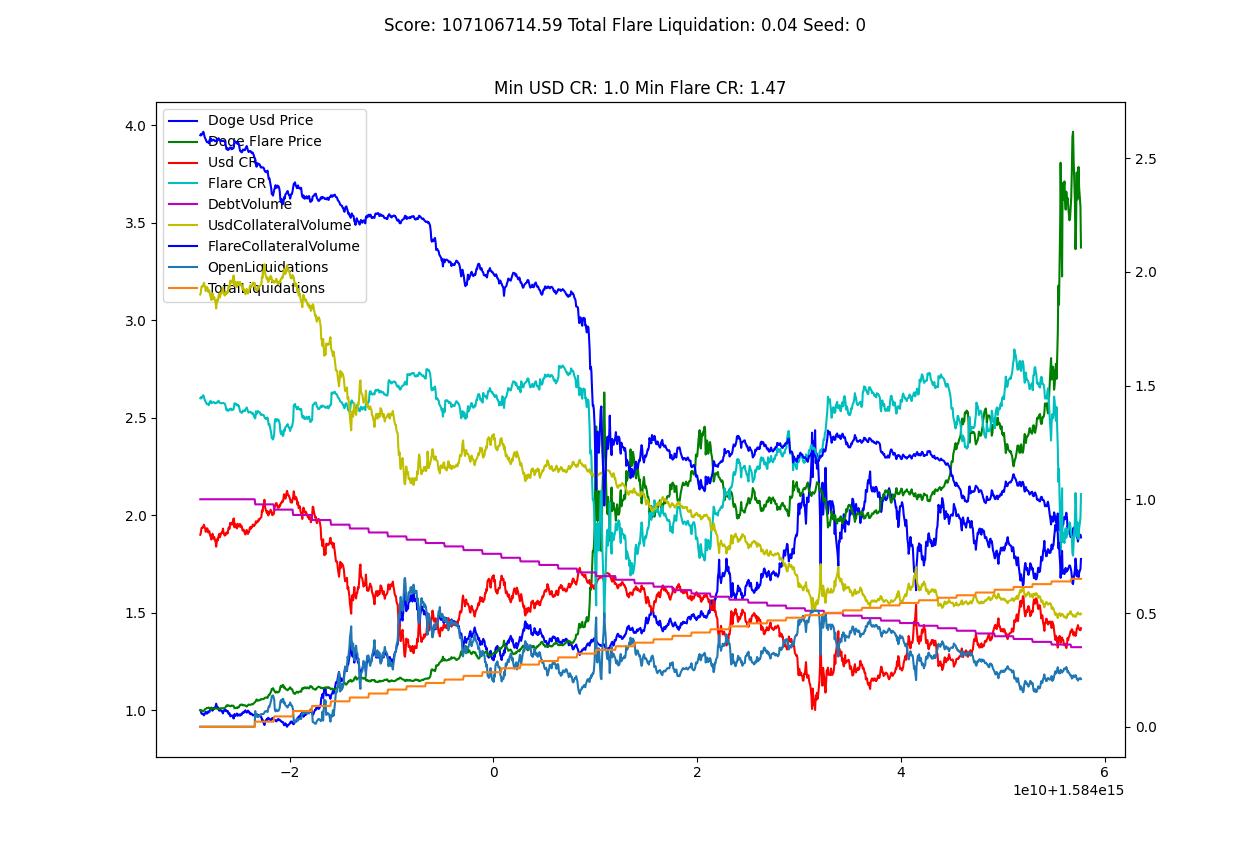 Score: 107106714.59 Total Flare Liquidation: 0.04 Seed: 0
Min USD CR: 1.0 Min Flare CR: 1.47
Doge Usd Price
Doge Flare Price
Usd CR
Flare CR
DebtVolume
UsdCollateralVolume
FlareCollateralVolume
OpenLiquidations
TotalLiquidations
4.0
3.5
3.0
2.5
2.0
1.5
1.0
2.5
2.0
1.5
1.0
0.5
0.0
−2 0 2 4 6
1e10+1.584e15